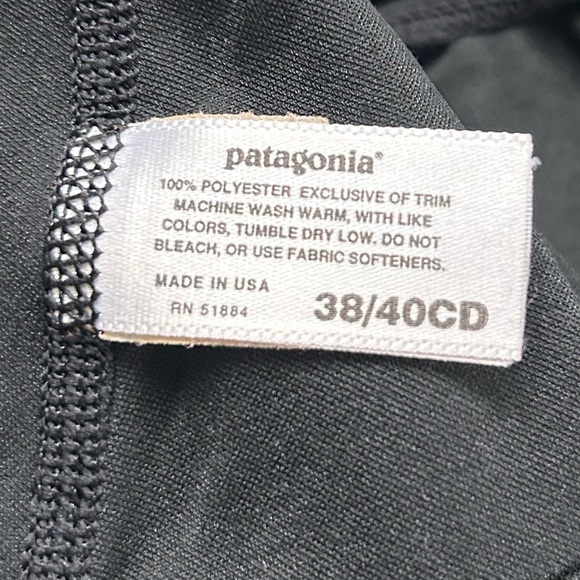 patagonia®
100% POLYESTER EXCLUSIVE OF TRIM
MACHINE WASH WARM, WITH LIKE
COLORS, TUMBLE DRY LOW. DO NOT
BLEACH, OR USE FABRIC SOFTENERS.
MADE IN USA
RN 51884
38/40CD